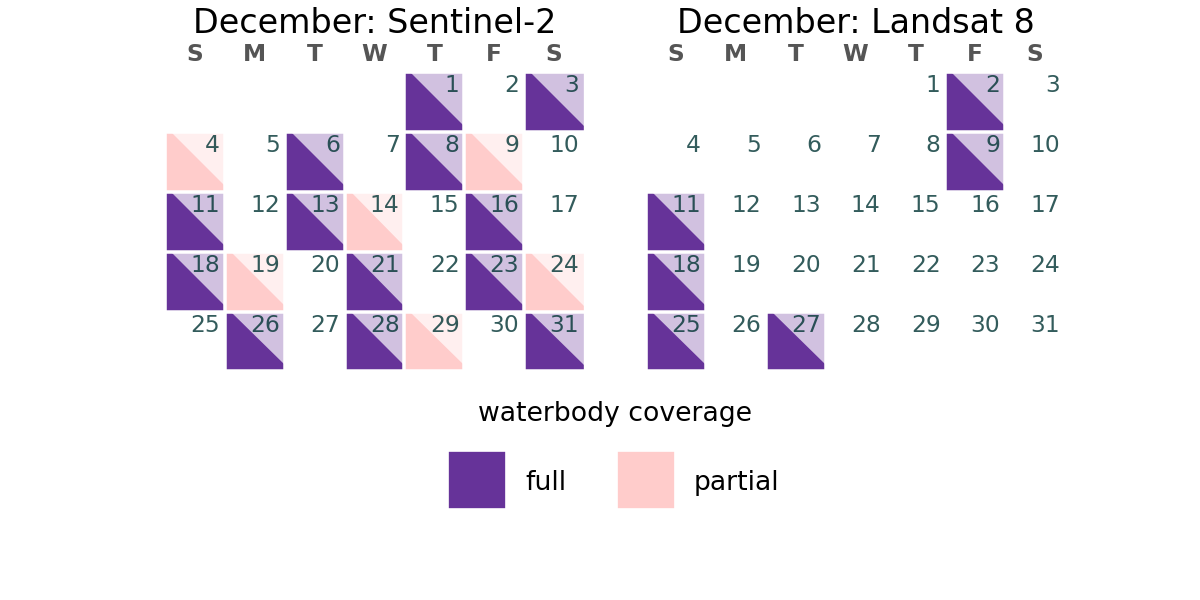 December: Sentinel-2
S M T W T F S
1 2 3
4 5 6 7 8 9 10
11 12 13 14 15 16 17
18 19 20 21 22 23 24
25 26 27 28 29 30 31
December: Landsat 8
S M T W T F S
1 2 3
4 5 6 7 8 9 10
11 12 13 14 15 16 17
18 19 20 21 22 23 24
25 26 27 28 29 30 31
waterbody coverage
full partial